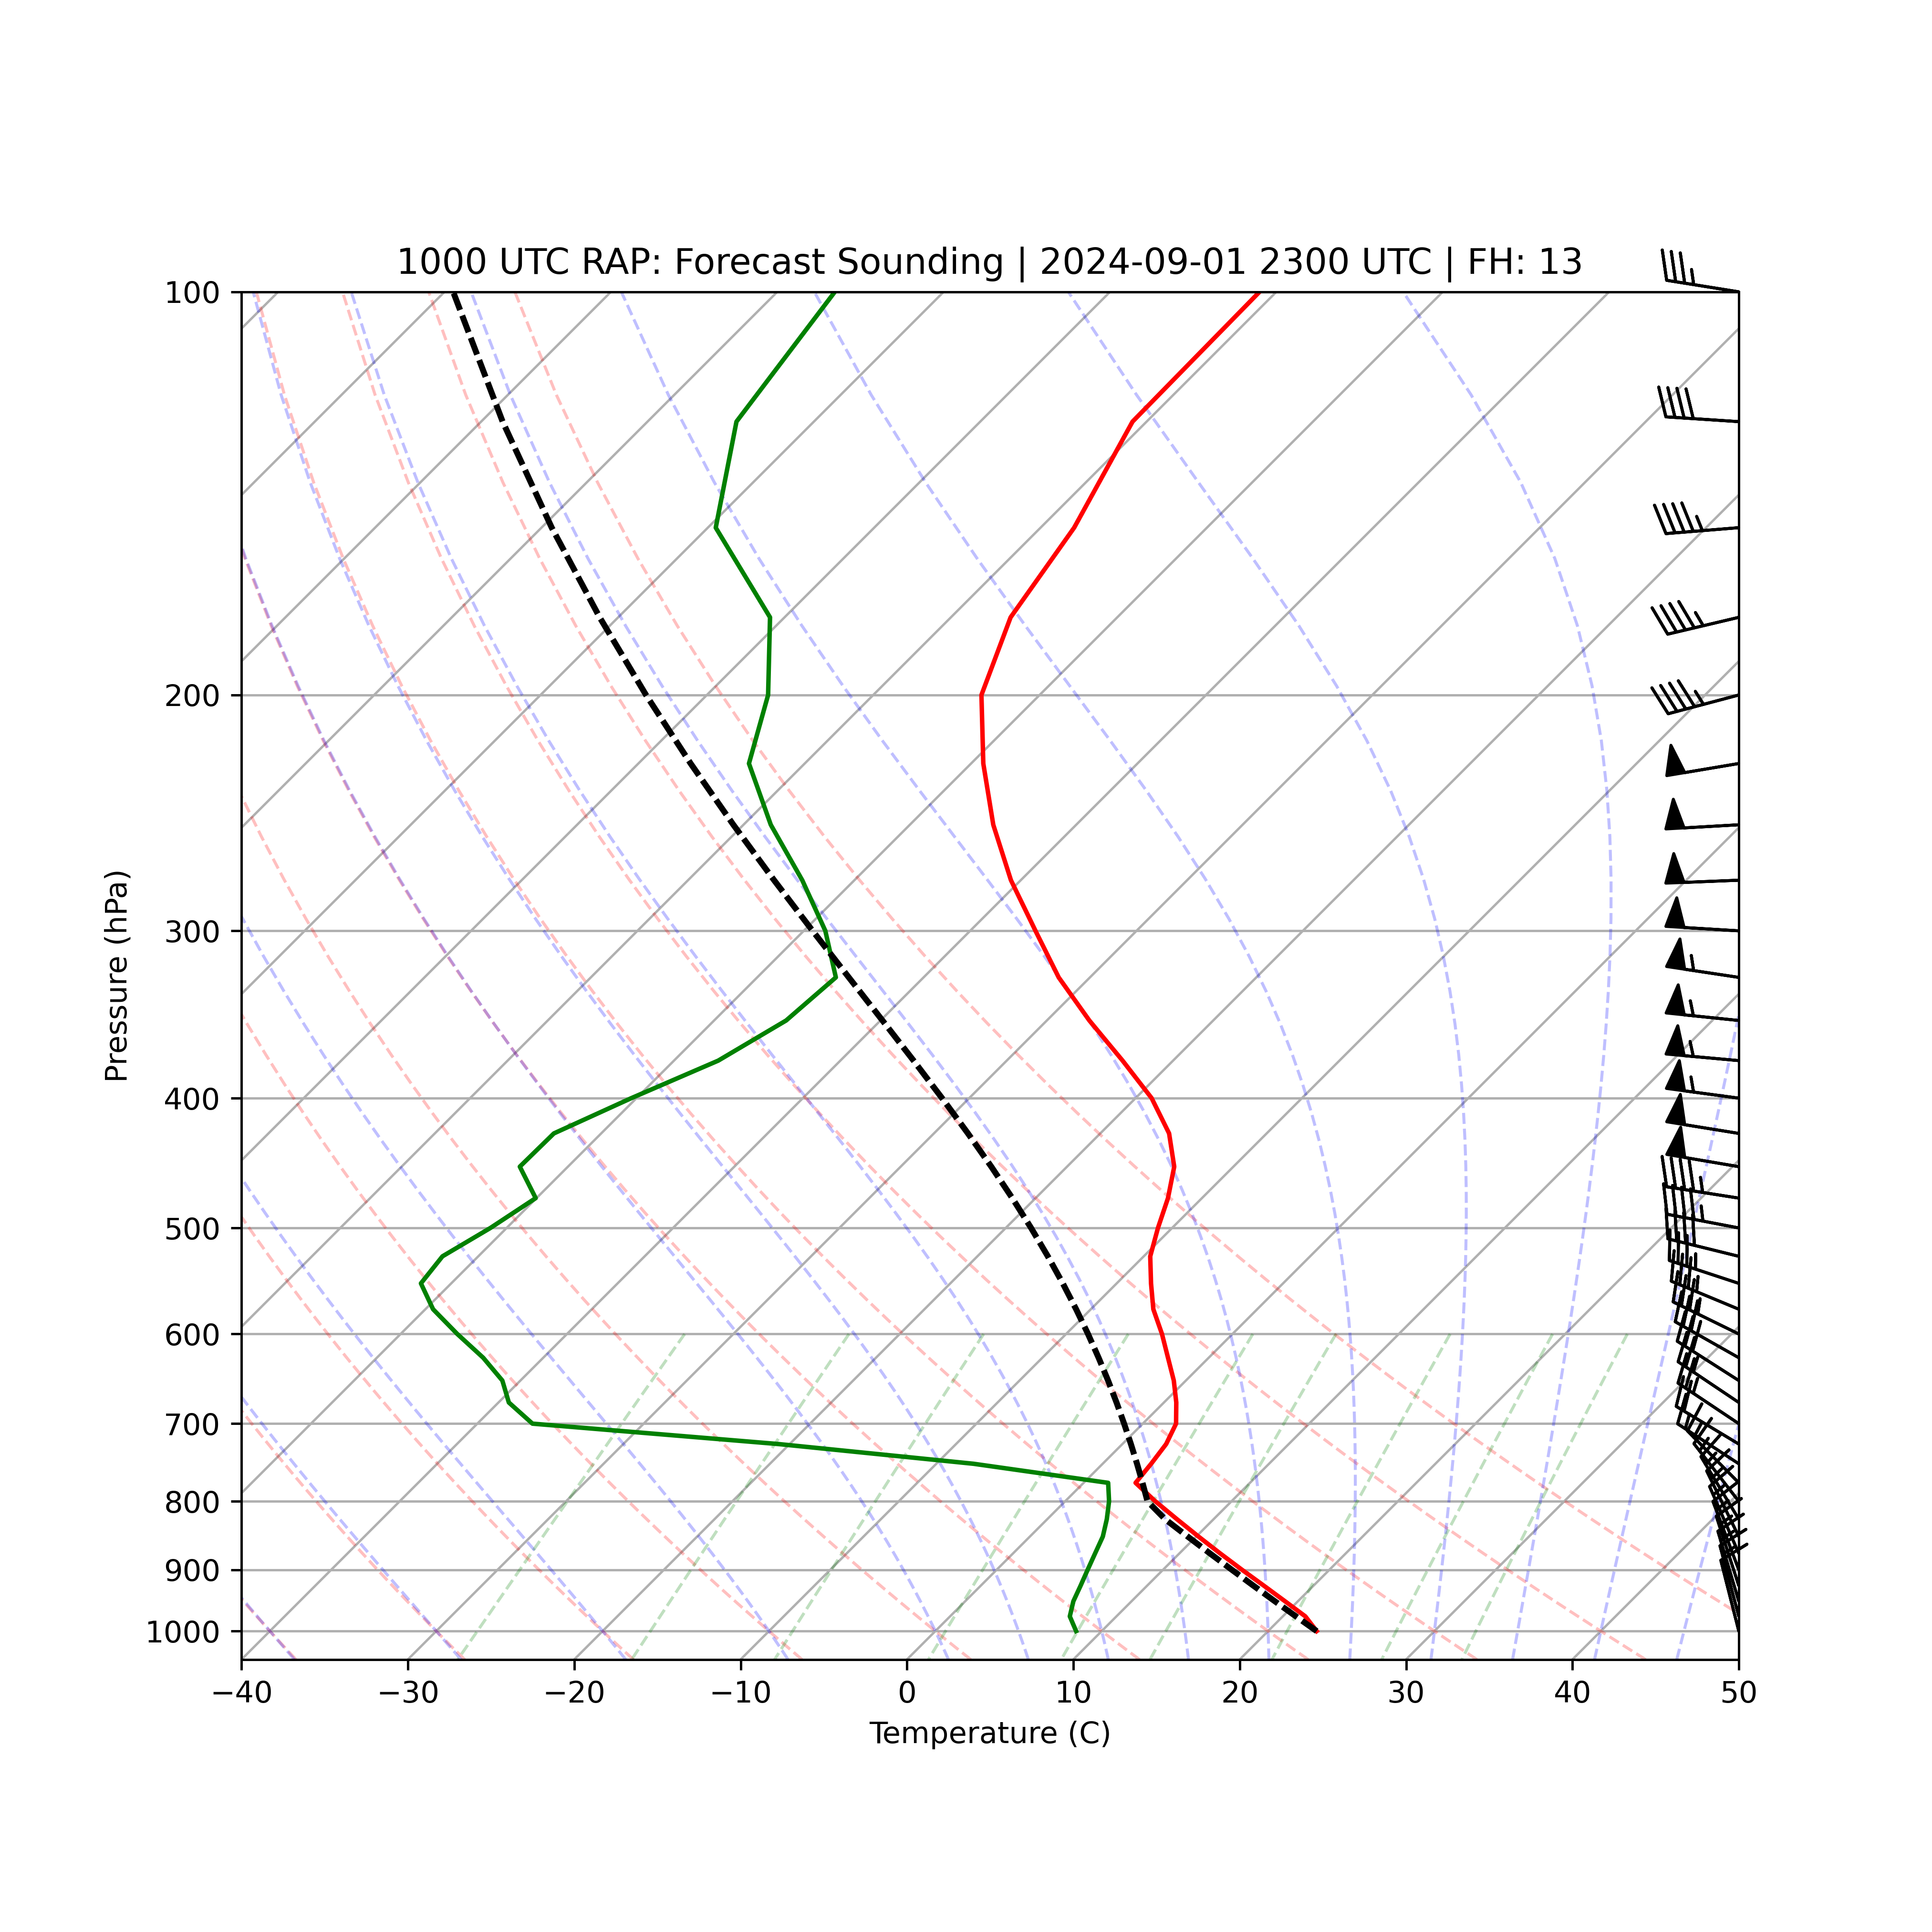 1000 UTC RAP: Forecast Sounding | 2024-09-01 2300 UTC | FH: 13
100
200
300
400
500
600
700
800
900
1000
Pressure (hPa)
−40 −30 −20 −10 0 10 20 30 40 50
Temperature (C)